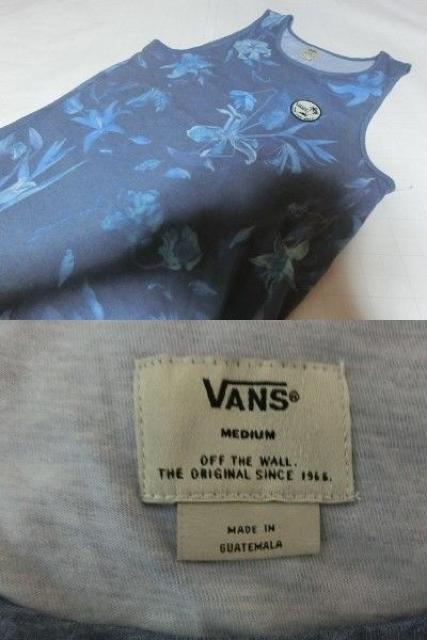 VANS®
MEDIUM
OFF THE WALL.
THE ORIGINAL SINCE 1966.
MADE IN
GUATEMALA